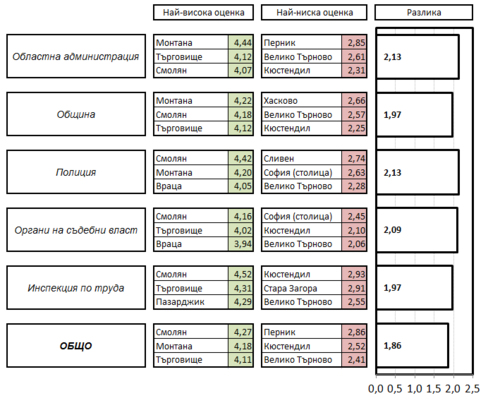 Най-висока оценка Най-ниска оценка Разлика
Областна администрация
Монтана 4,44 Перник 2,85
Търговище 4,12 Велико Търново 2,61
Смолян 4,07 Кюстендил 2,31
2,13
Община
Монтана 4,22 Хасково 2,66
Смолян 4,18 Велико Търново 2,57
Търговище 4,12 Кюстендил 2,25
1,97
Полиция
Смолян 4,42 Сливен 2,74
Монтана 4,20 София (столица) 2,63
Враца 4,05 Велико Търново 2,28
2,13
Органи на съдебни власт
Смолян 4,16 София (столица) 2,45
Търговище 4,02 Кюстендил 2,10
Враца 3,94 Велико Търново 2,06
2,09
Инспекция по труда
Смолян 4,52 Кюстендил 2,93
Търговище 4,31 Стара Загора 2,91
Пазарджик 4,29 Велико Търново 2,55
1,97
ОБЩО
Смолян 4,27 Перник 2,86
Монтана 4,18 Кюстендил 2,52
Търговище 4,11 Велико Търново 2,41
1,86
0,0 0,5 1,0 1,5 2,0 2,5